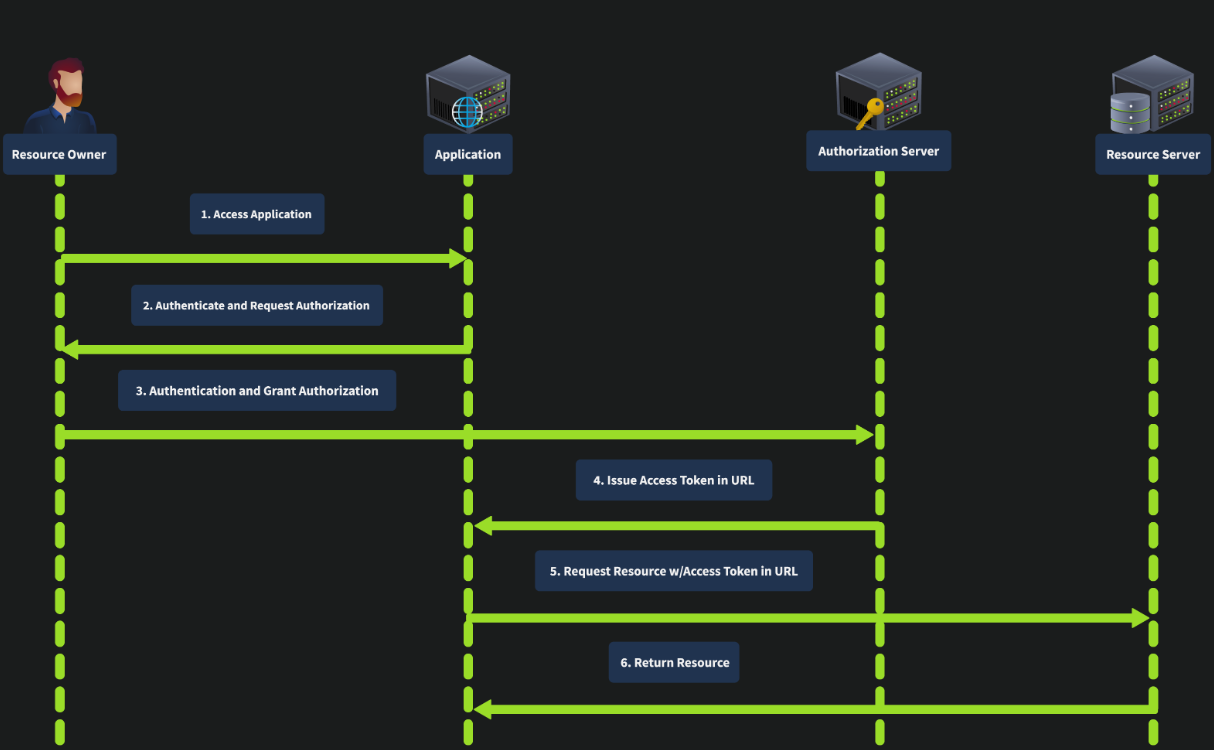 Resource Owner
Application
Authorization Server
Resource Server
1. Access Application
2. Authenticate and Request Authorization
3. Authentication and Grant Authorization
4. Issue Access Token in URL
5. Request Resource w/Access Token in URL
6. Return Resource